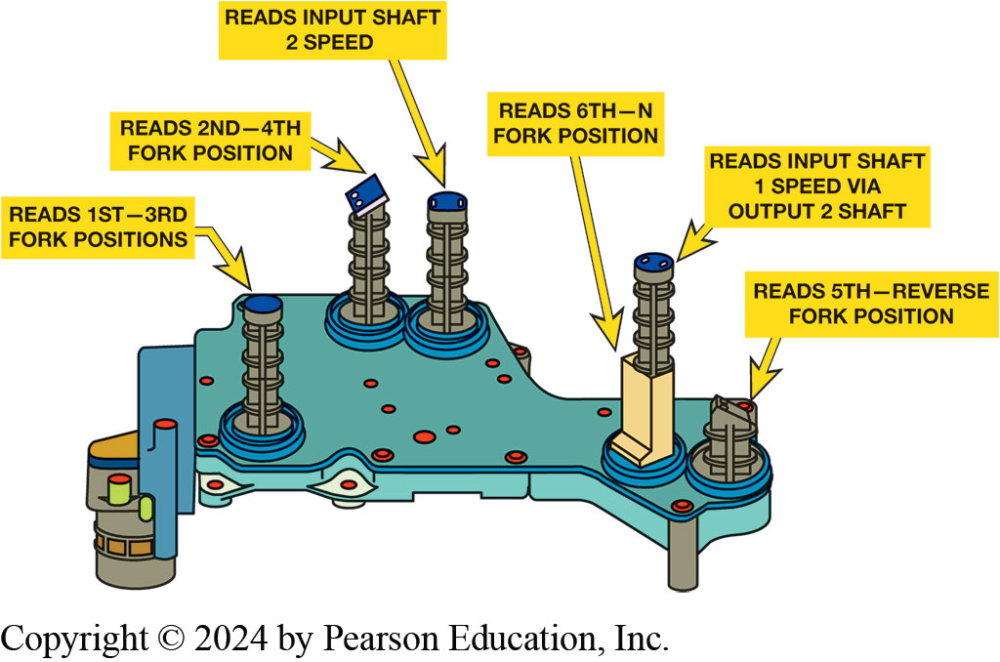 READS INPUT SHAFT
2 SPEED
READS 2ND—4TH
FORK POSITION
READS 6TH—N
FORK POSITION
READS INPUT SHAFT
1 SPEED VIA
OUTPUT 2 SHAFT
READS 1ST—3RD
FORK POSITIONS
READS 5TH—REVERSE
FORK POSITION
Copyright © 2024 by Pearson Education, Inc.